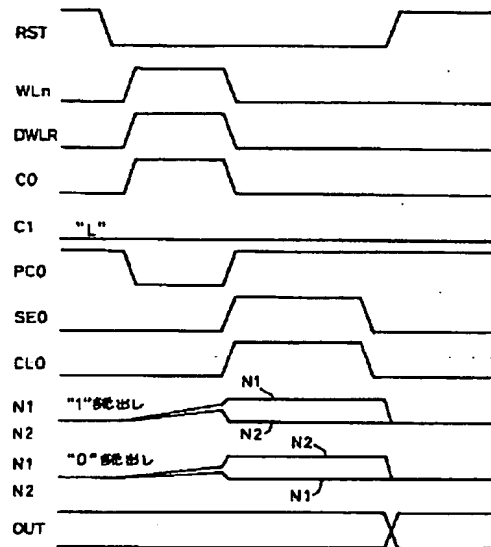 RST
WLn
DWLR
C0
C1 "L"
PC0
SE0
CL0
N1
N1 "1"読出し
N2 N2
N2
N1 "0"読出し
N2 N1
OUT